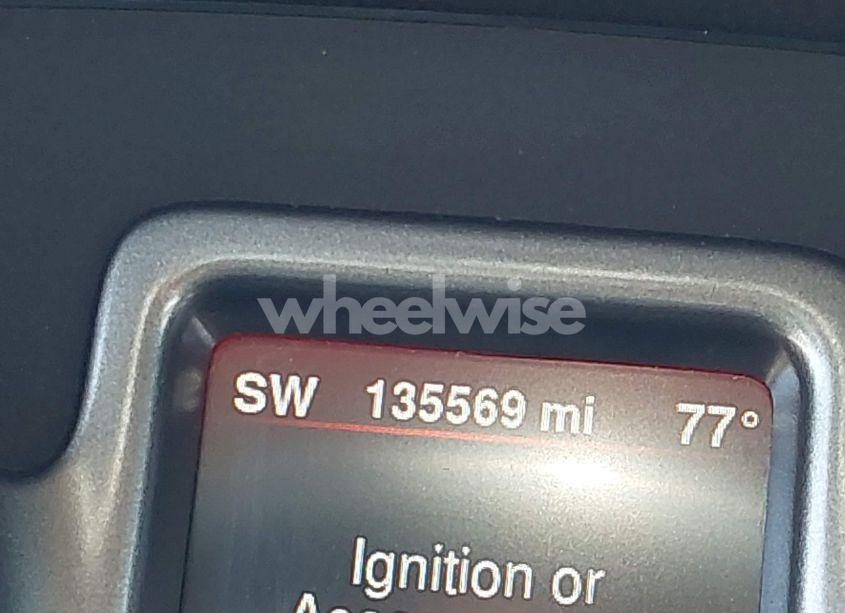 wheelwise
SW 135569 mi 77°
Ignition or